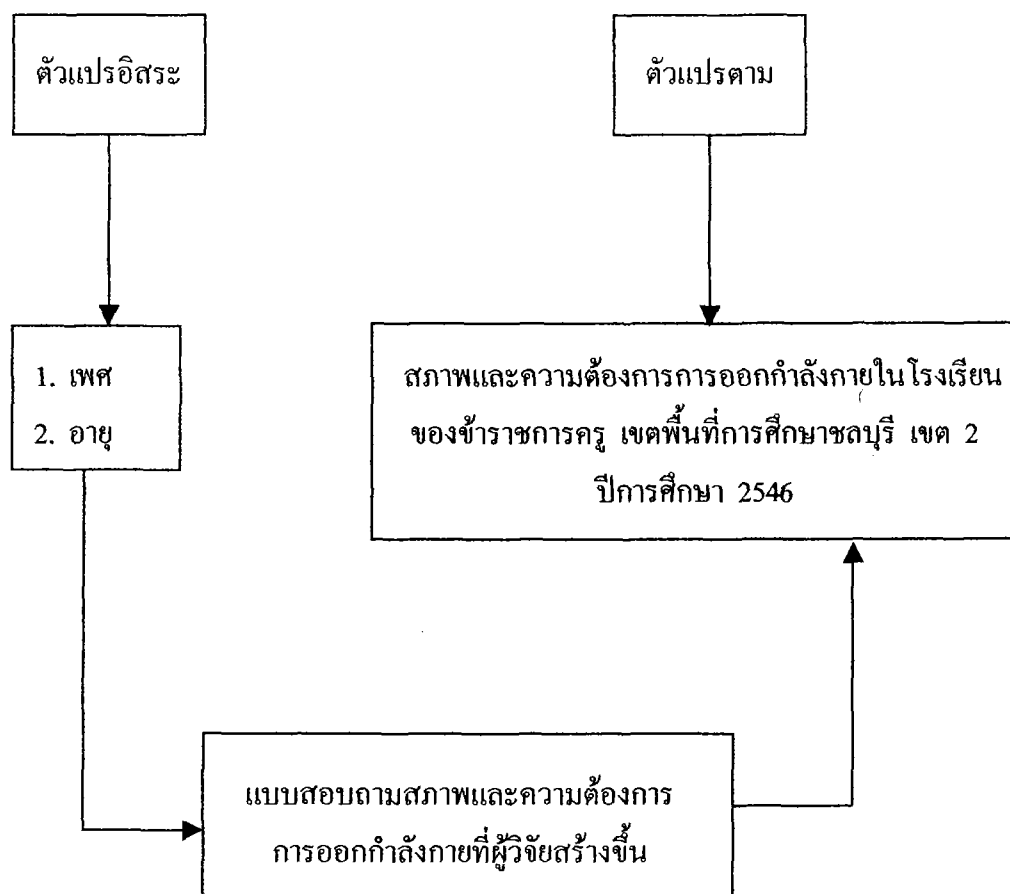 ตัวแปรอิสระ
ตัวแปรตาม
1. เพศ
2. อายุ
สภาพและความต้องการการออกกำลังกายในโรงเรียน
ของข้าราชการครู เขตพื้นที่การศึกษาชลบุรี เขต 2
ปีการศึกษา 2546
แบบสอบถามสภาพและความต้องการ
การออกกำลังกายที่ผู้วิจัยสร้างขึ้น